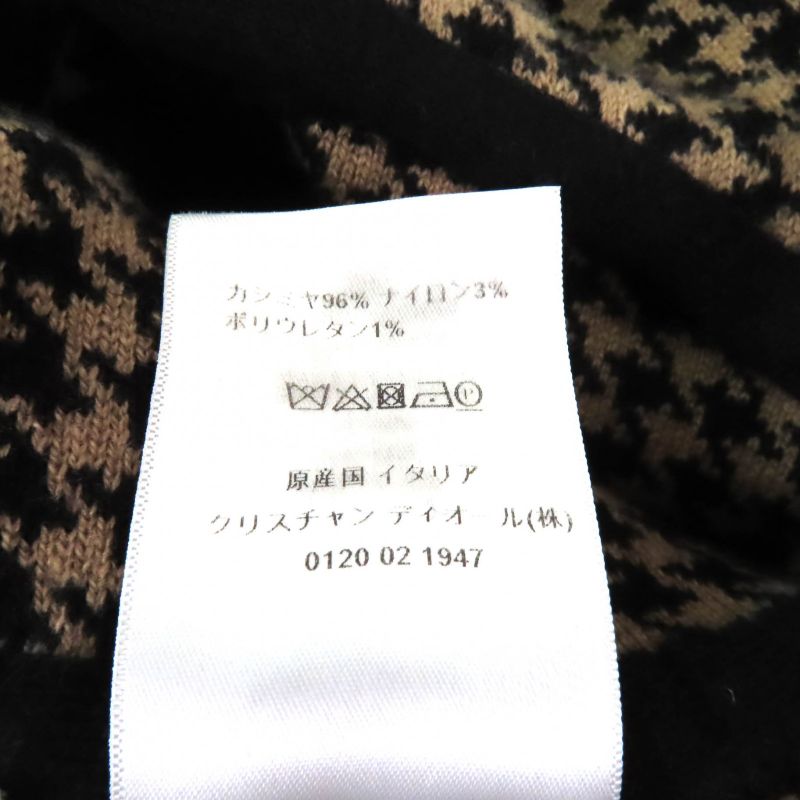 カシミヤ96% ナイロン3%
ポリウレタン1%
P
原産国 イタリア
クリスチャン ディオール(株)
0120 02 1947